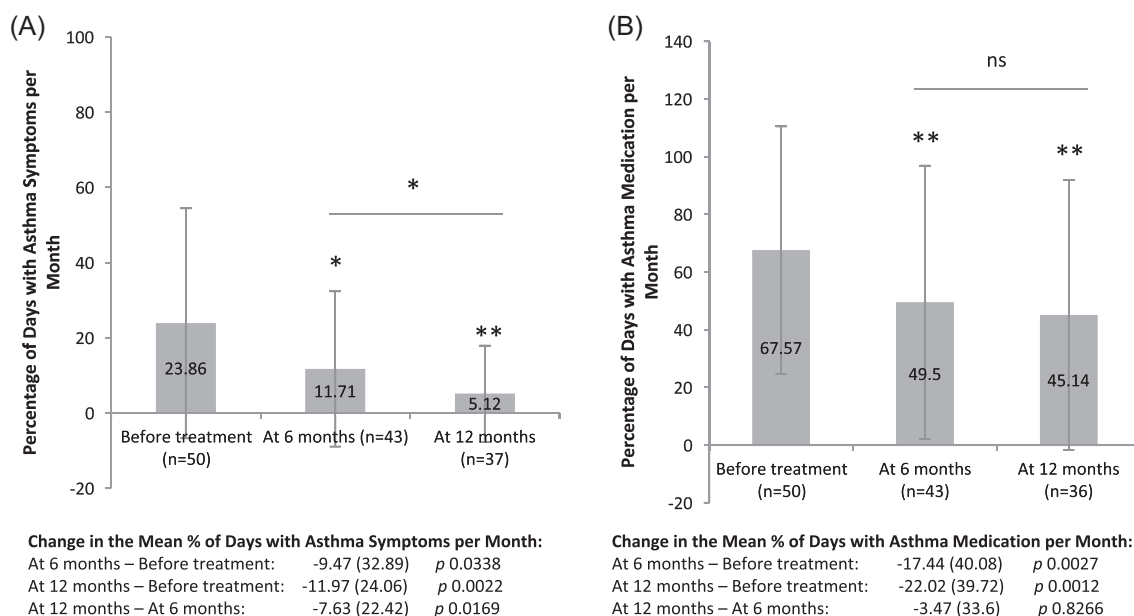 (A)
Percentage of Days with Asthma Symptoms per
Month
100
80
60
40
20
0
-20
*
*
**
23.86
11.71
5.12
Before treatment
(n=50)
At 6 months (n=43)
At 12 months
(n=37)
Change in the Mean % of Days with Asthma Symptoms per Month:
At 6 months – Before treatment: -9.47 (32.89) p 0.0338
At 12 months – Before treatment: -11.97 (24.06) p 0.0022
At 12 months – At 6 months: -7.63 (22.42) p 0.0169
(B)
Percentage of Days with Asthma Medication per
Month
140
120
100
80
60
40
20
0
-20
ns
**
**
67.57
49.5
45.14
Before treatment
(n=50)
At 6 months
(n=43)
At 12 months
(n=36)
Change in the Mean % of Days with Asthma Medication per Month:
At 6 months – Before treatment: -17.44 (40.08) p 0.0027
At 12 months – Before treatment: -22.02 (39.72) p 0.0012
At 12 months – At 6 months: -3.47 (33.6) p 0.8266